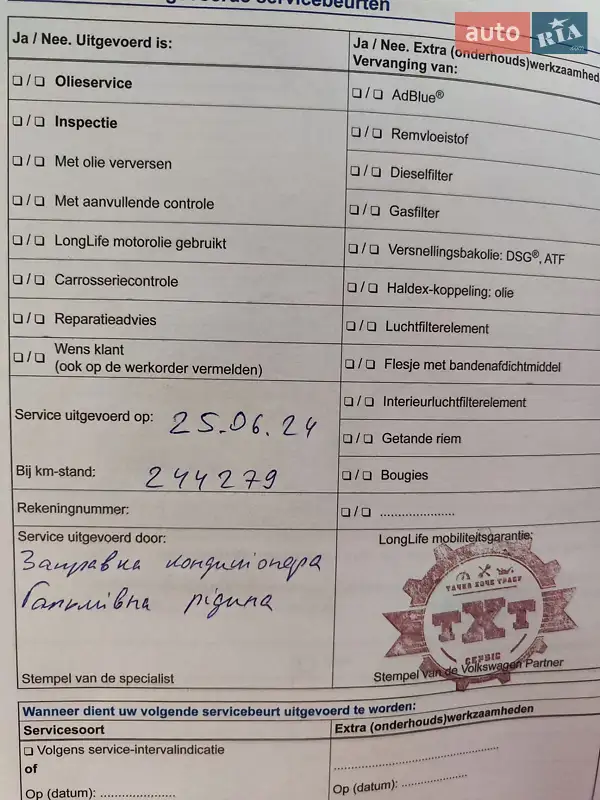 servicebeurten
auto RIA
Ja / Nee. Uitgevoerd is:
❏ / ❏ Olieservice
❏ / ❏ Inspectie
❏ / ❏ Met olie verversen
❏ / ❏ Met aanvullende controle
❏ / ❏ LongLife motorolie gebruikt
❏ / ❏ Carrosseriecontrole
❏ / ❏ Reparatieadvies
❏ / ❏ Wens klant
(ook op de werkorder vermelden)
Service uitgevoerd op: 25.06.24
Bij km-stand: 244279
Rekeningnummer:
Service uitgevoerd door:
Заправка кондиціонера
Гальмівна рідина
Stempel van de specialist
Ja / Nee. Extra (onderhouds)werkzaamhed
Vervanging van:
❏ / ❏ AdBlue®
❏ / ❏ Remvloeistof
❏ / ❏ Dieselfilter
❏ / ❏ Gasfilter
❏ / ❏ Versnellingsbakolie: DSG®, ATF
❏ / ❏ Haldex-koppeling: olie
❏ / ❏ Luchtfilterelement
❏ / ❏ Flesje met bandenafdichtmiddel
❏ / ❏ Interieurluchtfilterelement
❏ / ❏ Getande riem
❏ / ❏ Bougies
❏ / ❏ .....................
LongLife mobiliteitsgarantie:
ТАЧКА ХОЧЕ ТРАСУ
ТХТ
СЕРВІС
Stempel van de Volkswagen Partner
Wanneer dient uw volgende servicebeurt uitgevoerd te worden:
Servicesoort
❏ Volgens service-intervalindicatie
of
Op (datum): .....................
Extra (onderhouds)werkzaamheden
..............................................
Op (datum): .....................